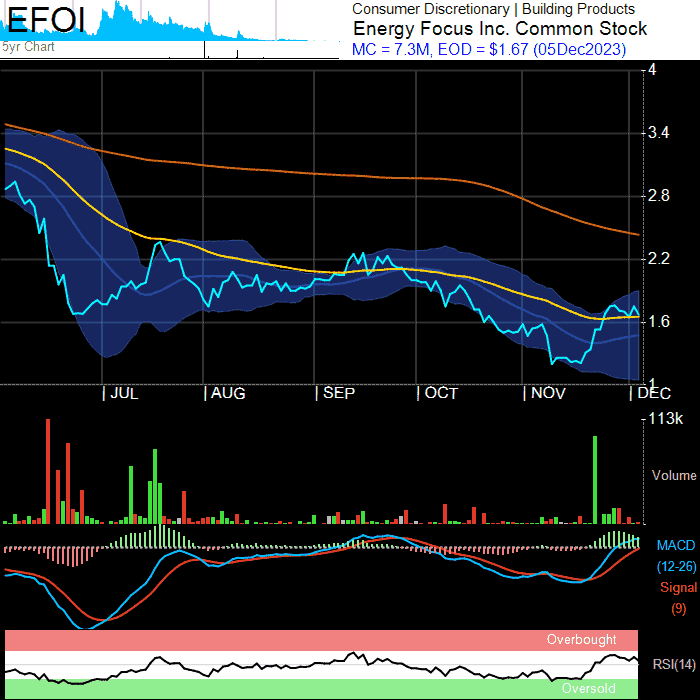 EFOI
5yr Chart
Consumer Discretionary | Building Products
Energy Focus Inc. Common Stock
MC = 7.3M, EOD = $1.67 (05Dec2023)
4
3.4
2.8
2.2
1.6
1
JUL AUG SEP OCT NOV DEC
113k
Volume
MACD
(12-26)
Signal
(9)
Overbought
RSI(14)
Oversold